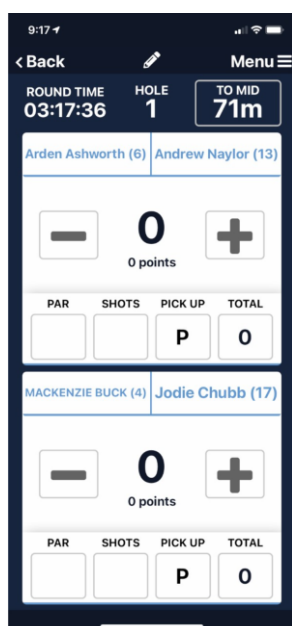 9:17
Back Menu
ROUND TIME HOLE TO MID
03:17:36 1 71m
Arden Ashworth (6) Andrew Naylor (13)
0
0 points
PAR SHOTS PICK UP TOTAL
P 0
MACKENZIE BUCK (4) Jodie Chubb (17)
0
0 points
PAR SHOTS PICK UP TOTAL
P 0